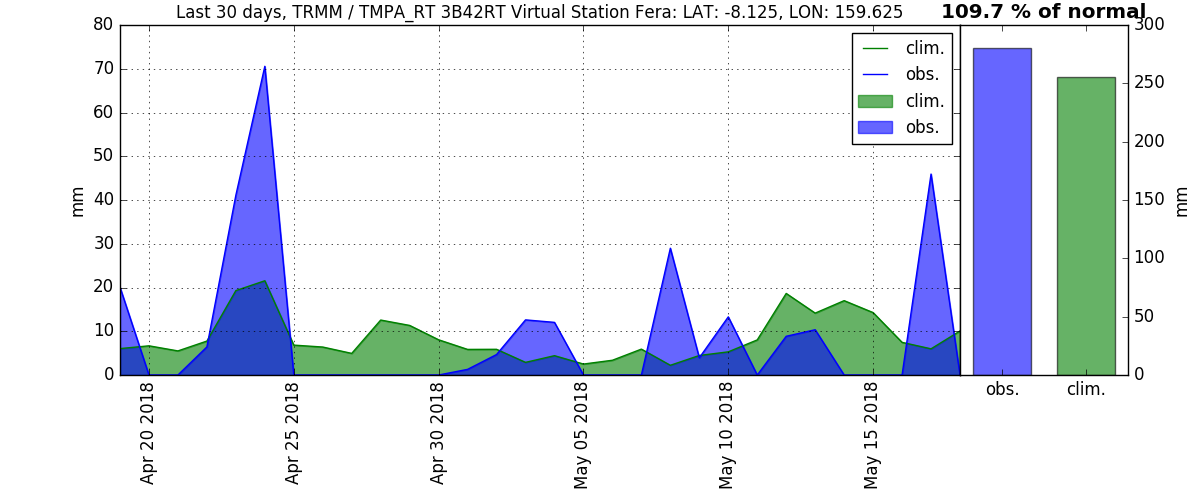 Last 30 days, TRMM / TMPA_RT 3B42RT Virtual Station Fera: LAT: -8.125, LON: 159.625
109.7 % of normal
80
70
60
50
40
30
20
10
0
mm
clim.
obs.
clim.
obs.
300
250
200
150
100
50
0
mm
Apr 20 2018
Apr 25 2018
Apr 30 2018
May 05 2018
May 10 2018
May 15 2018
obs.
clim.